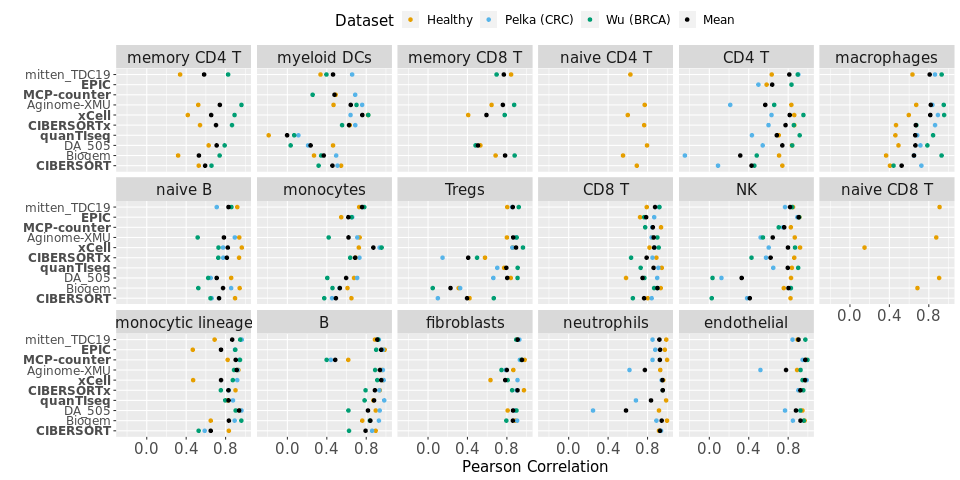 Dataset Healthy Pelka (CRC) Wu (BRCA) Mean
memory CD4 T myeloid DCs memory CD8 T naive CD4 T CD4 T macrophages
mitten_TDC19
EPIC
MCP-counter
Aginome-XMU
xCell
CIBERSORTx
quanTIseq
DA_505
Biogem
CIBERSORT
naive B monocytes Tregs CD8 T NK naive CD8 T
mitten_TDC19
EPIC
MCP-counter
Aginome-XMU
xCell
CIBERSORTx
quanTIseq
DA_505
Biogem
CIBERSORT
0.0 0.4 0.8
monocytic lineage B fibroblasts neutrophils endothelial
mitten_TDC19
EPIC
MCP-counter
Aginome-XMU
xCell
CIBERSORTx
quanTIseq
DA_505
Biogem
CIBERSORT
0.0 0.4 0.8 0.0 0.4 0.8 0.0 0.4 0.8 0.0 0.4 0.8 0.0 0.4 0.8
Pearson Correlation